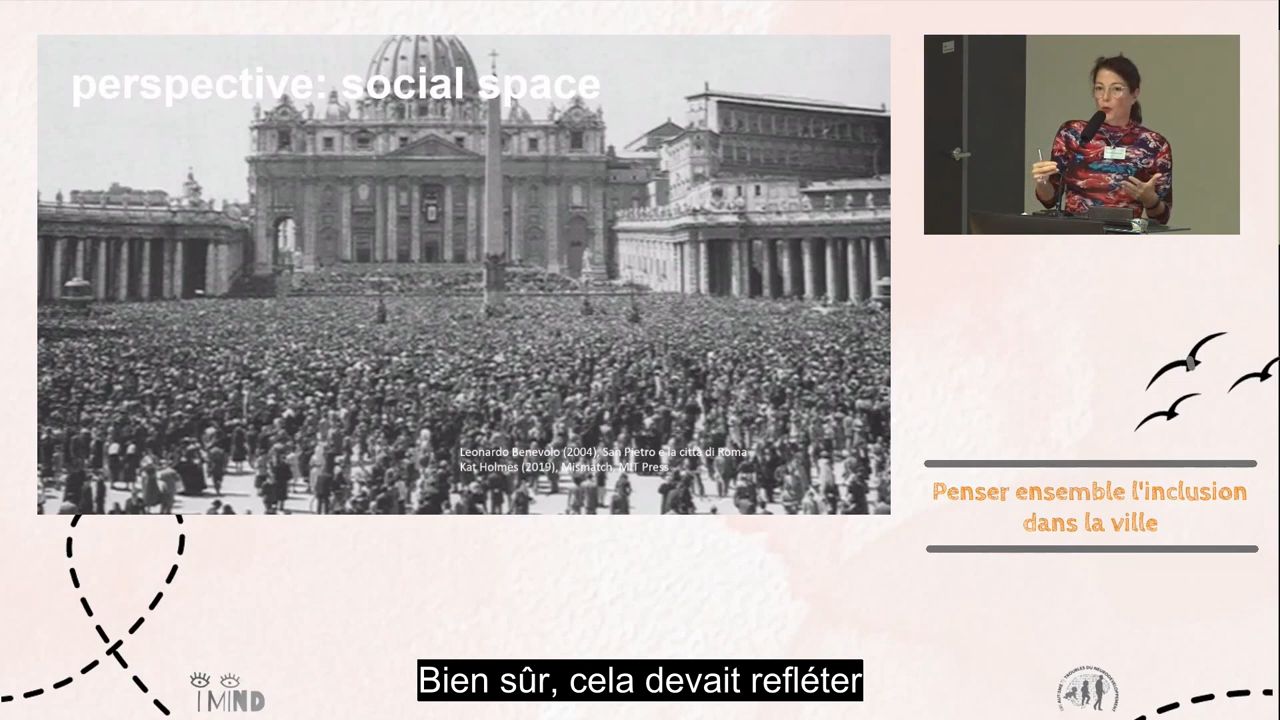 perspective: social space
Leonardo Benevolo (2004), San Pietro e la città di Roma
Kat Holmes (2019), Mismatch, MIT Press
Penser ensemble l'inclusion
dans la ville
Bien sûr, cela devait refléter
I MIND